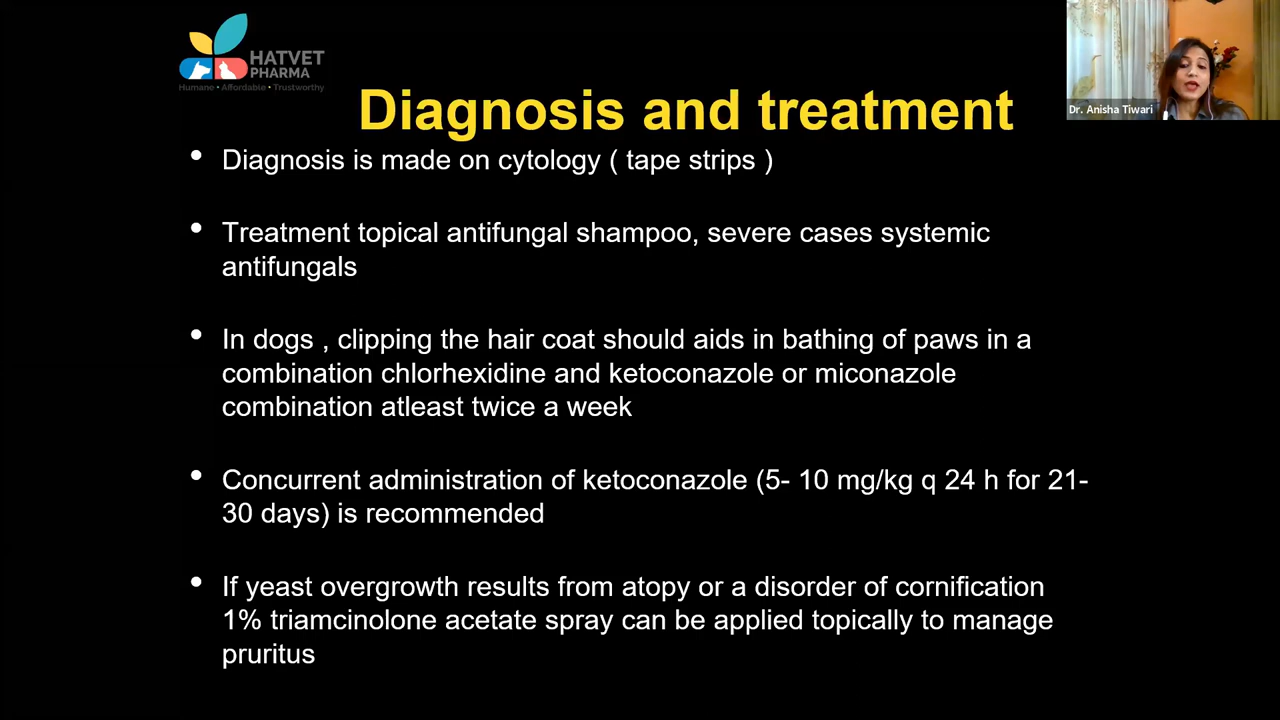 HATVET
PHARMA
Humane • Affordable • Trustworthy
Dr. Anisha Tiwari
Diagnosis and treatment
• Diagnosis is made on cytology ( tape strips )
• Treatment topical antifungal shampoo, severe cases systemic
antifungals
• In dogs , clipping the hair coat should aids in bathing of paws in a
combination chlorhexidine and ketoconazole or miconazole
combination atleast twice a week
• Concurrent administration of ketoconazole (5- 10 mg/kg q 24 h for 21-
30 days) is recommended
• If yeast overgrowth results from atopy or a disorder of cornification
1% triamcinolone acetate spray can be applied topically to manage
pruritus